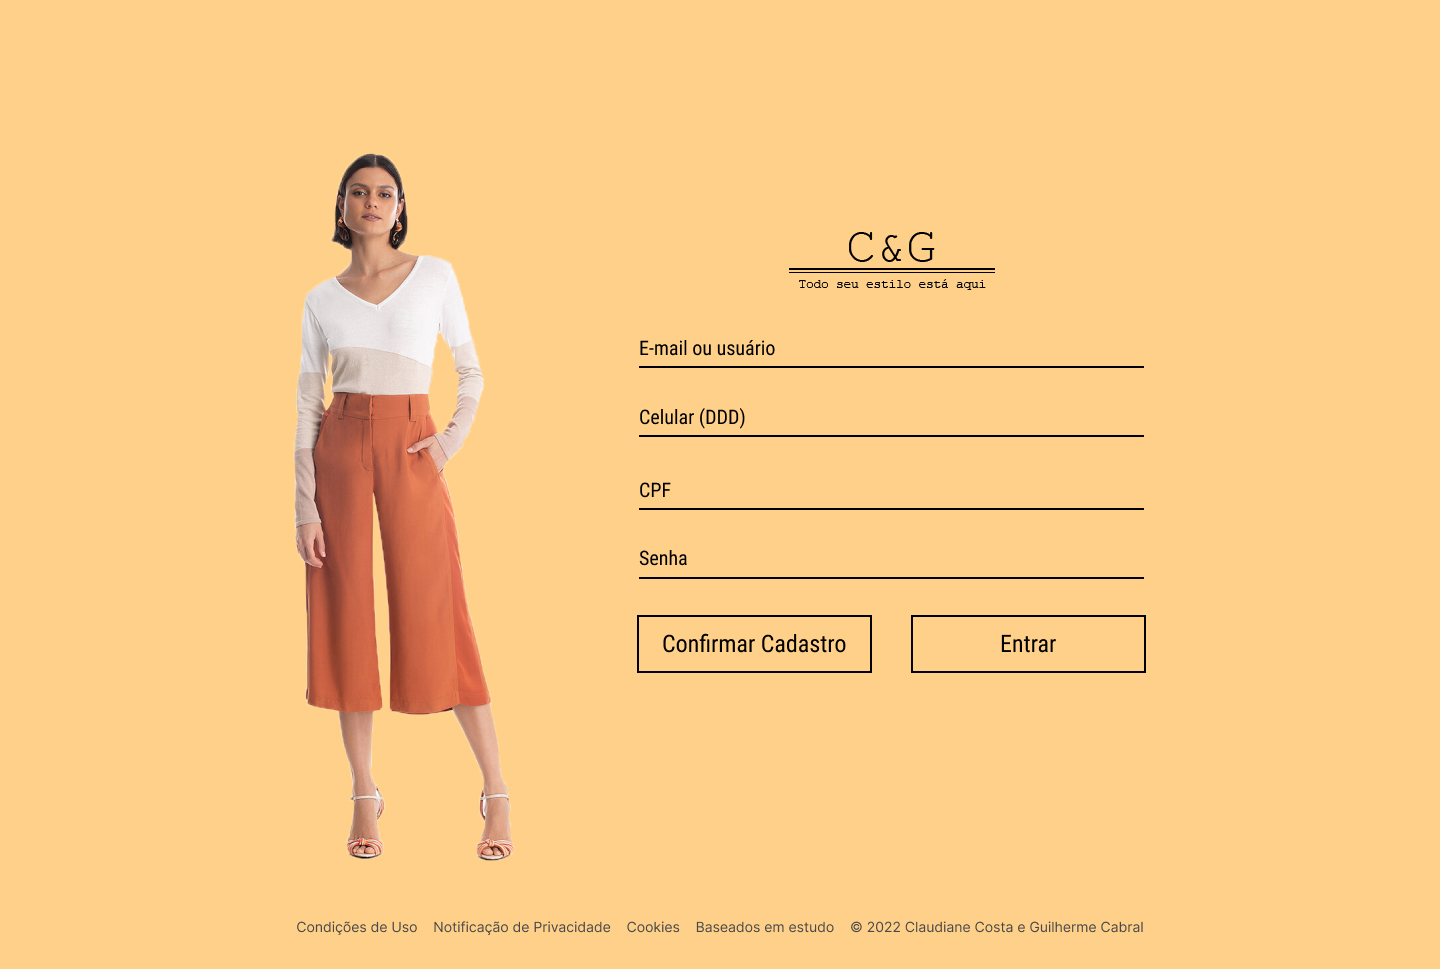 C&G
Todo seu estilo está aqui
E-mail ou usuário
Celular (DDD)
CPF
Senha
Confirmar Cadastro Entrar
Condições de Uso Notificação de Privacidade Cookies Baseados em estudo © 2022 Claudiane Costa e Guilherme Cabral